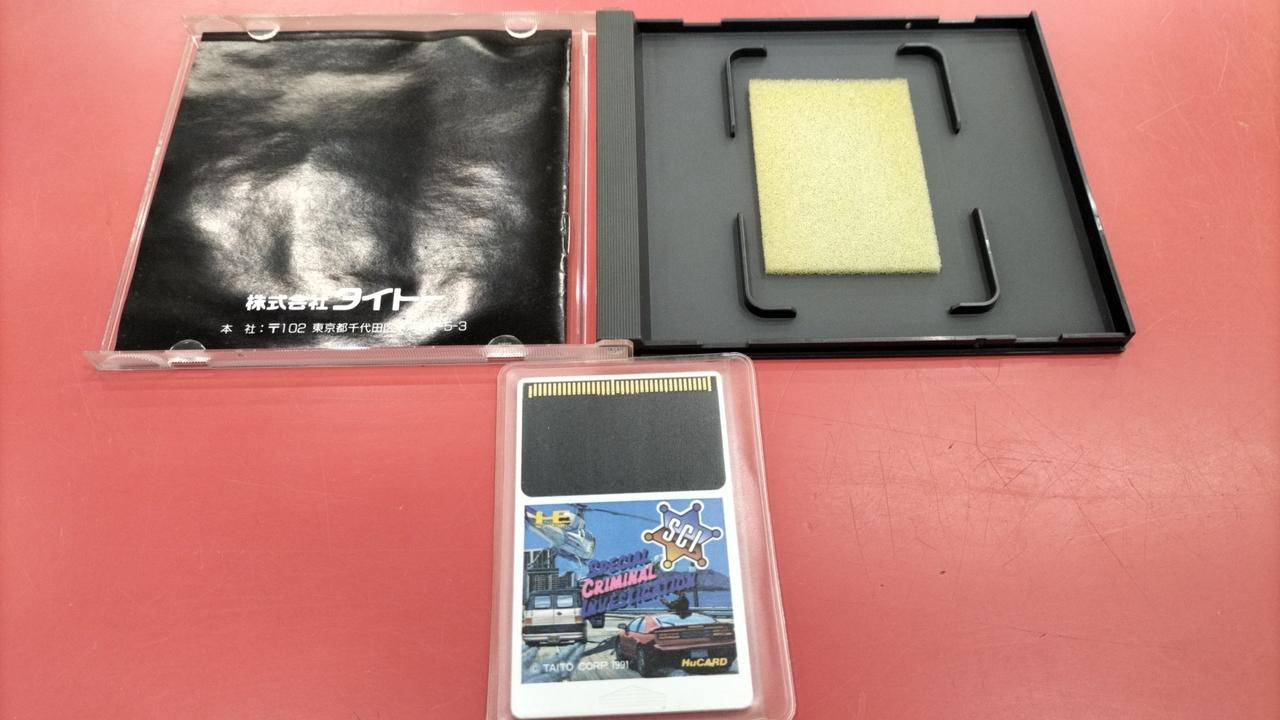 株式会社タイトー
本 社:〒102 東京都千代田区 5-3
HE
SCI
SPECIAL
CRIMINAL
INVESTIGATION
© TAITO CORP. 1991
HuCARD